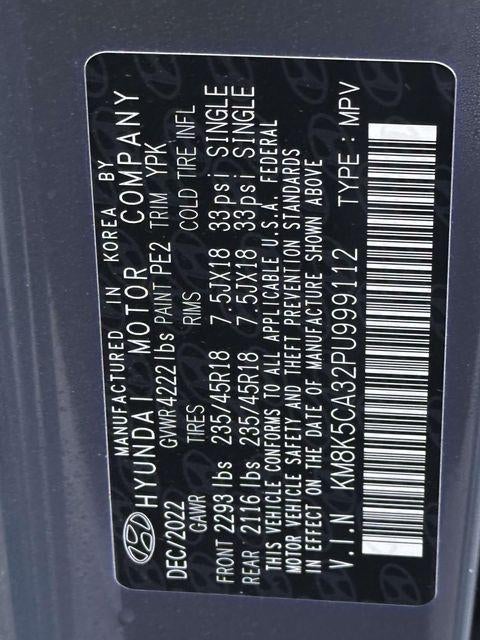 MANUFACTURED IN KOREA BY
HYUNDAI MOTOR COMPANY
DEC/2022 GVWR 4222 lbs PAINT PE2 TRIM YPK
GAWR TIRES RIMS COLD TIRE INFL
FRONT 2293 lbs 235/45R18 7.5JX18 33psi SINGLE
REAR 2116 lbs 235/45R18 7.5JX18 33psi SINGLE
THIS VEHICLE CONFORMS TO ALL APPLICABLE U.S.A. FEDERAL
MOTOR VEHICLE SAFETY AND THEFT PREVENTION STANDARDS
IN EFFECT ON THE DATE OF MANUFACTURE SHOWN ABOVE
V.I.N KM8K5CA32PU999112 TYPE : MPV